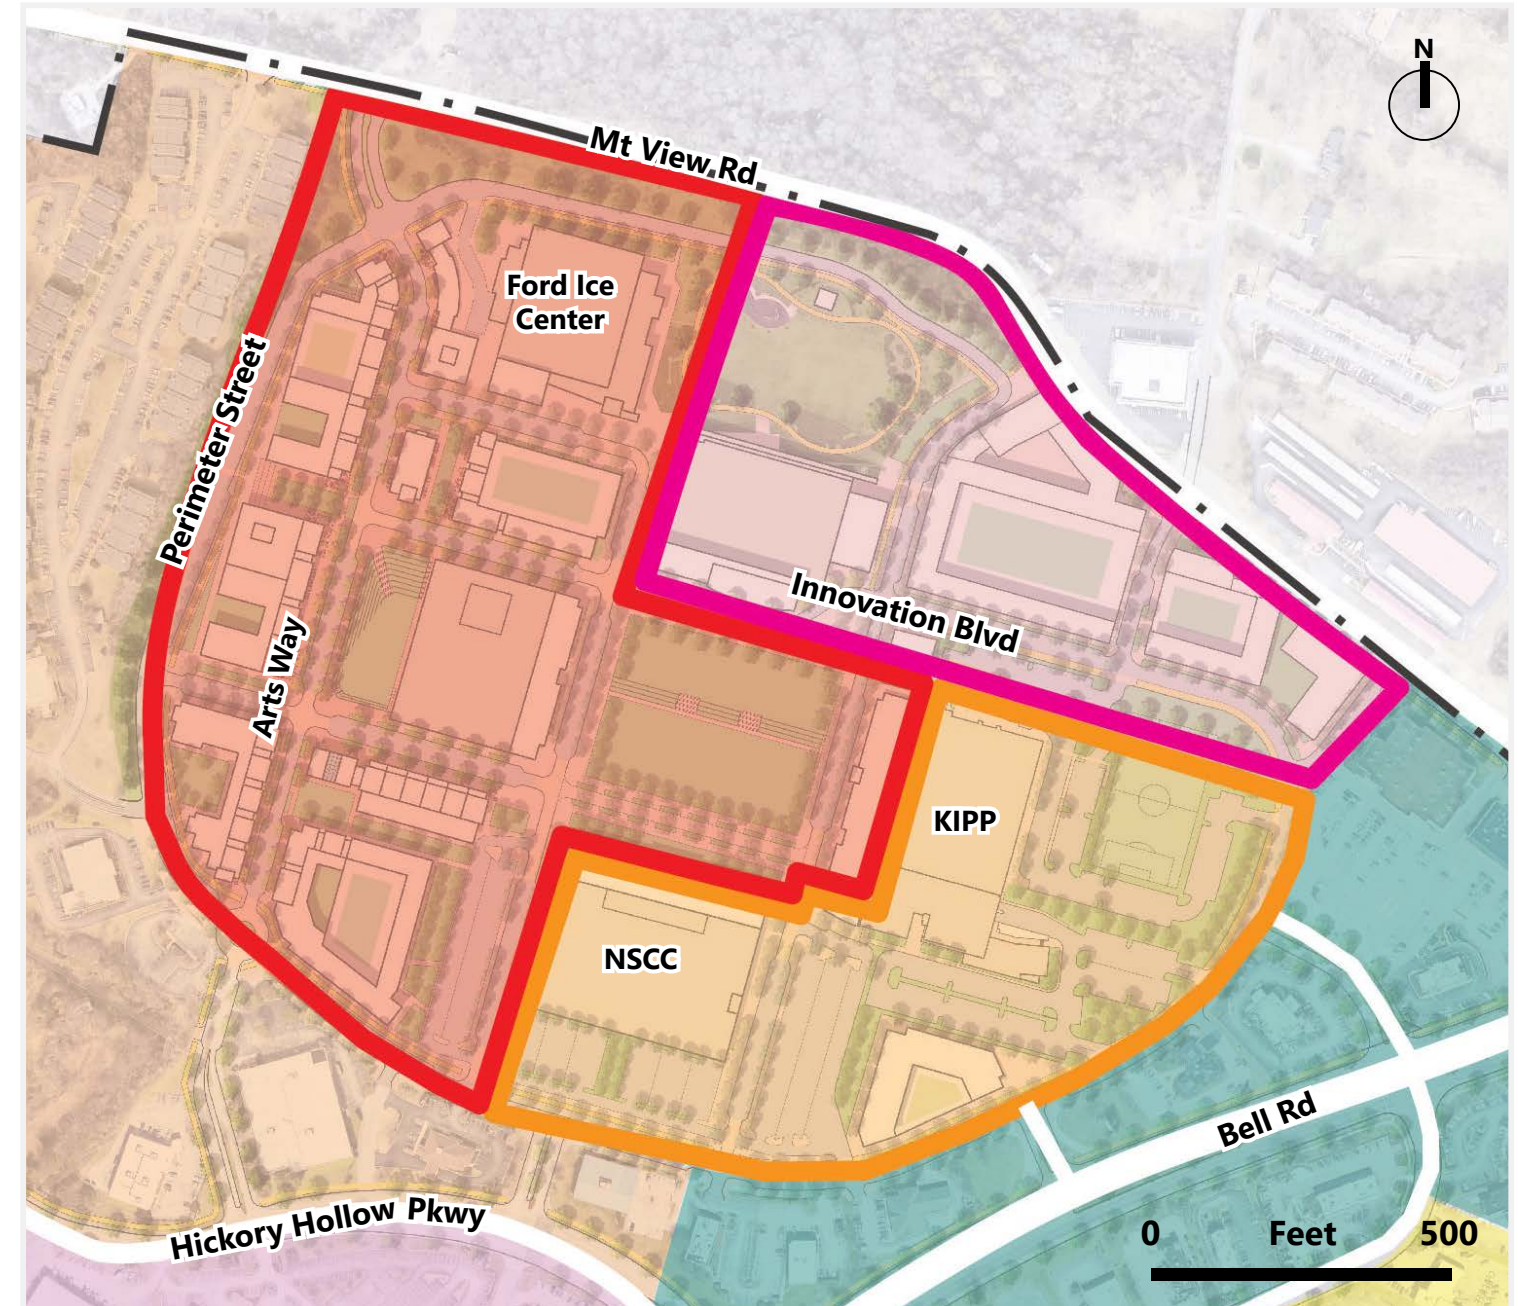 N
Mt View Rd
Ford Ice
Center
Perimeter Street
Innovation Blvd
Arts Way
KIPP
NSCC
Bell Rd
Hickory Hollow Pkwy
0 Feet 500